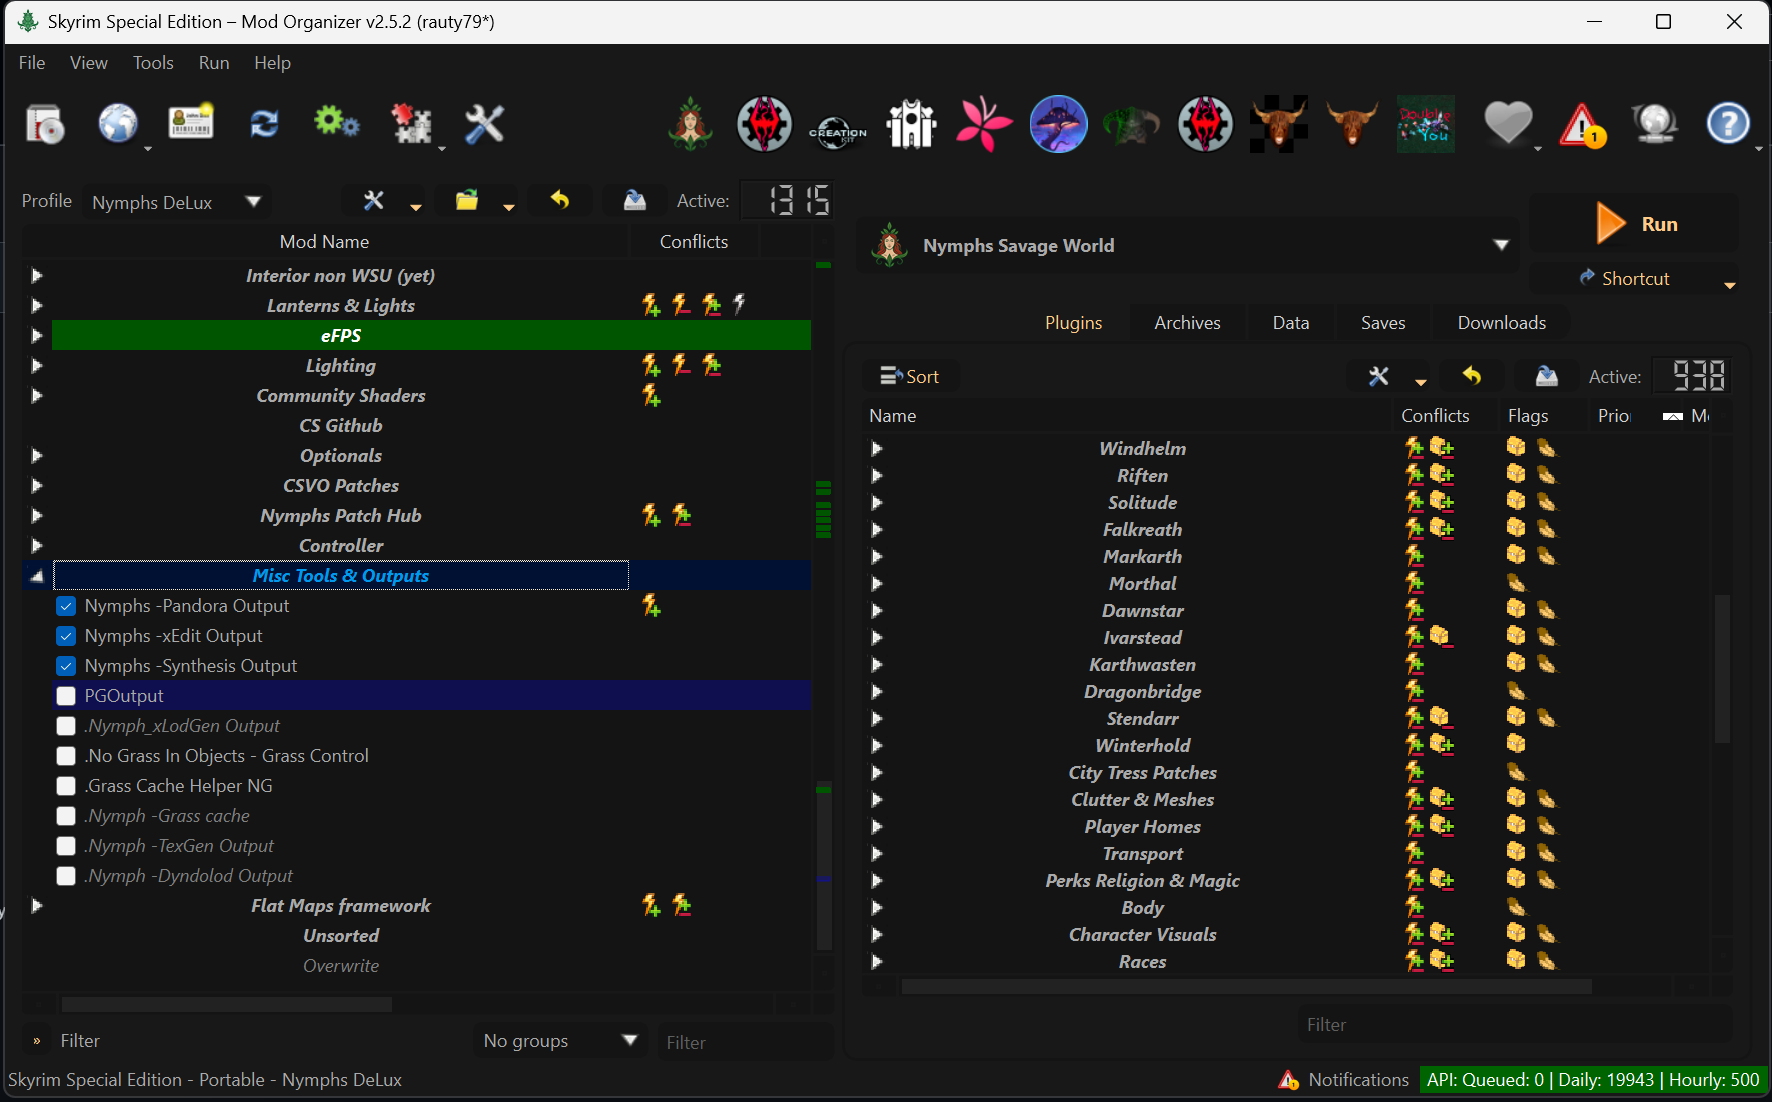 Skyrim Special Edition – Mod Organizer v2.5.2 (rauty79*)
File View Tools Run Help
CREATION KIT
Double You
1
Profile Nymphs DeLux Active: 1315
Mod Name Conflicts
Interior non WSU (yet)
Lanterns & Lights
eFPS
Lighting
Community Shaders
CS Github
Optionals
CSVO Patches
Nymphs Patch Hub
Controller
Misc Tools & Outputs
Nymphs -Pandora Output
Nymphs -xEdit Output
Nymphs -Synthesis Output
PGOutput
.Nymph_xLodGen Output
.No Grass In Objects - Grass Control
.Grass Cache Helper NG
.Nymph -Grass cache
.Nymph -TexGen Output
.Nymph -Dyndolod Output
Flat Maps framework
Unsorted
Overwrite
» Filter No groups Filter
Nymphs Savage World
Run
Shortcut
Plugins Archives Data Saves Downloads
Sort Active: 938
Name Conflicts Flags Prior Mo
Windhelm
Riften
Solitude
Falkreath
Markarth
Morthal
Dawnstar
Ivarstead
Karthwasten
Dragonbridge
Stendarr
Winterhold
City Tress Patches
Clutter & Meshes
Player Homes
Transport
Perks Religion & Magic
Body
Character Visuals
Races
Filter
Skyrim Special Edition - Portable - Nymphs DeLux
Notifications API: Queued: 0 | Daily: 19943 | Hourly: 500